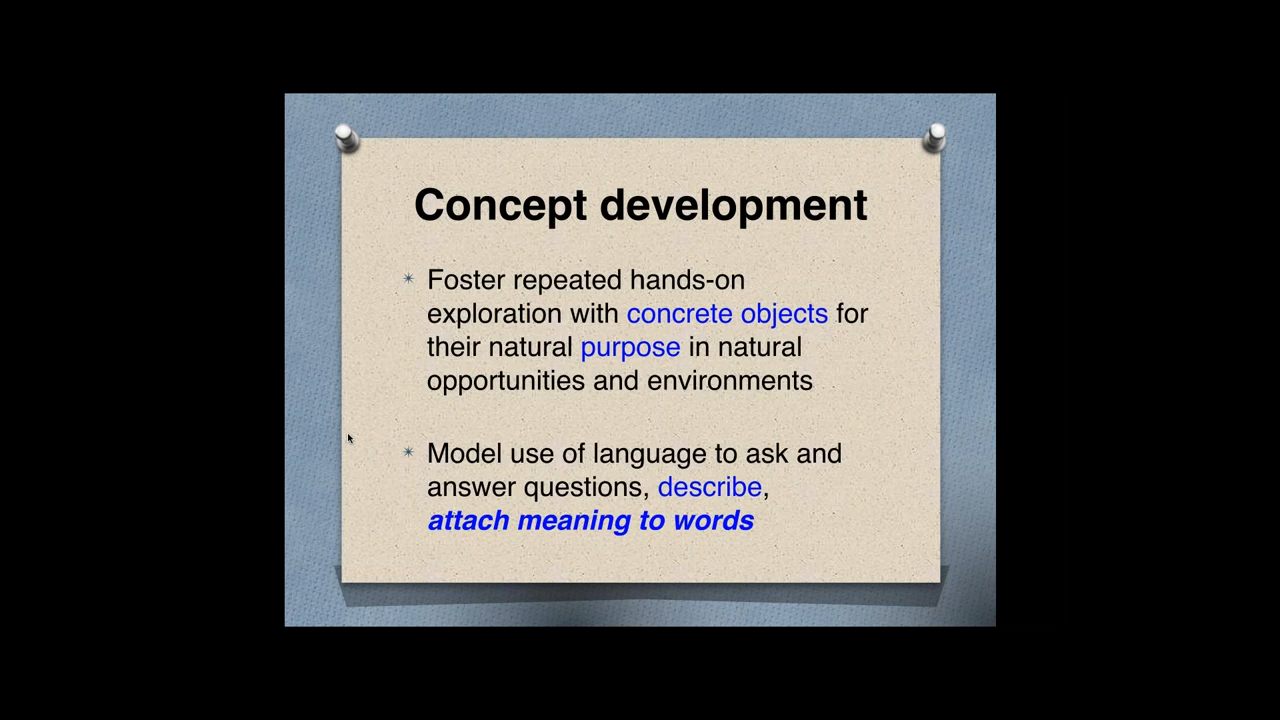 Concept development
Foster repeated hands-on
exploration with concrete objects for
their natural purpose in natural
opportunities and environments
Model use of language to ask and
answer questions, describe,
attach meaning to words